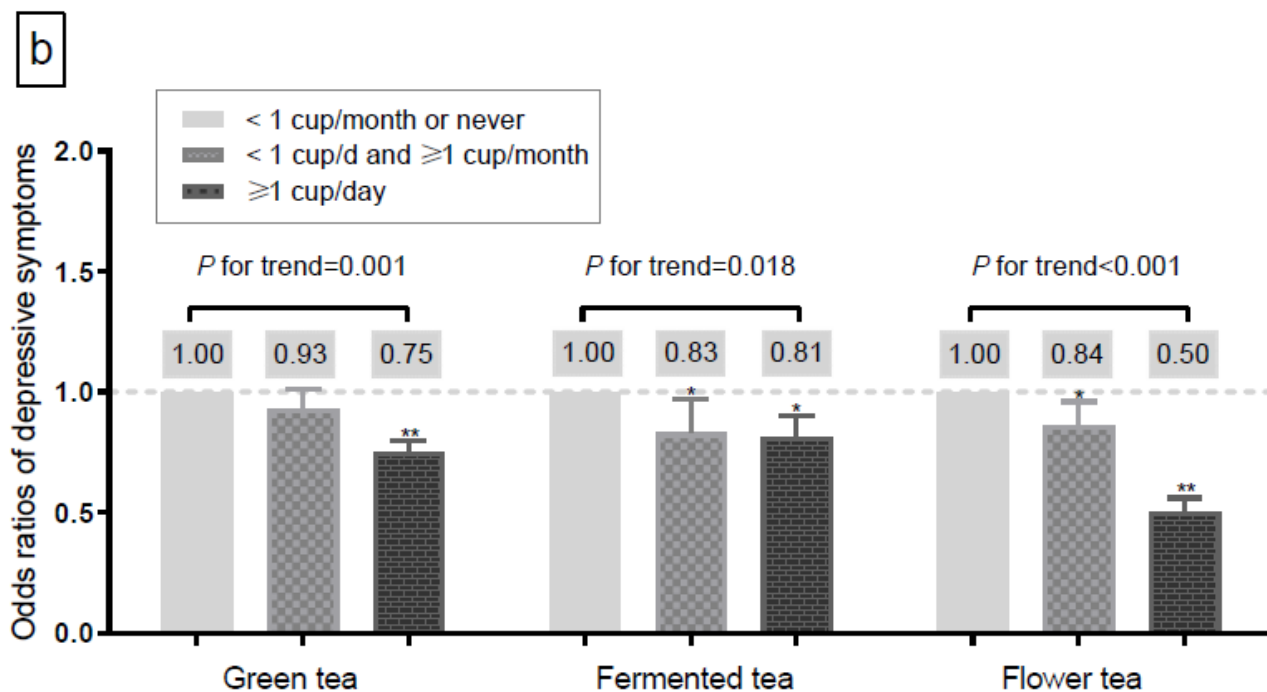 b
< 1 cup/month or never
< 1 cup/d and ≥1 cup/month
≥1 cup/day
Odds ratios of depressive symptoms
2.0
1.5
1.0
0.5
0.0
P for trend=0.001
P for trend=0.018
P for trend<0.001
1.00 0.93 0.75
1.00 0.83 0.81
1.00 0.84 0.50
**
* *
* **
Green tea
Fermented tea
Flower tea